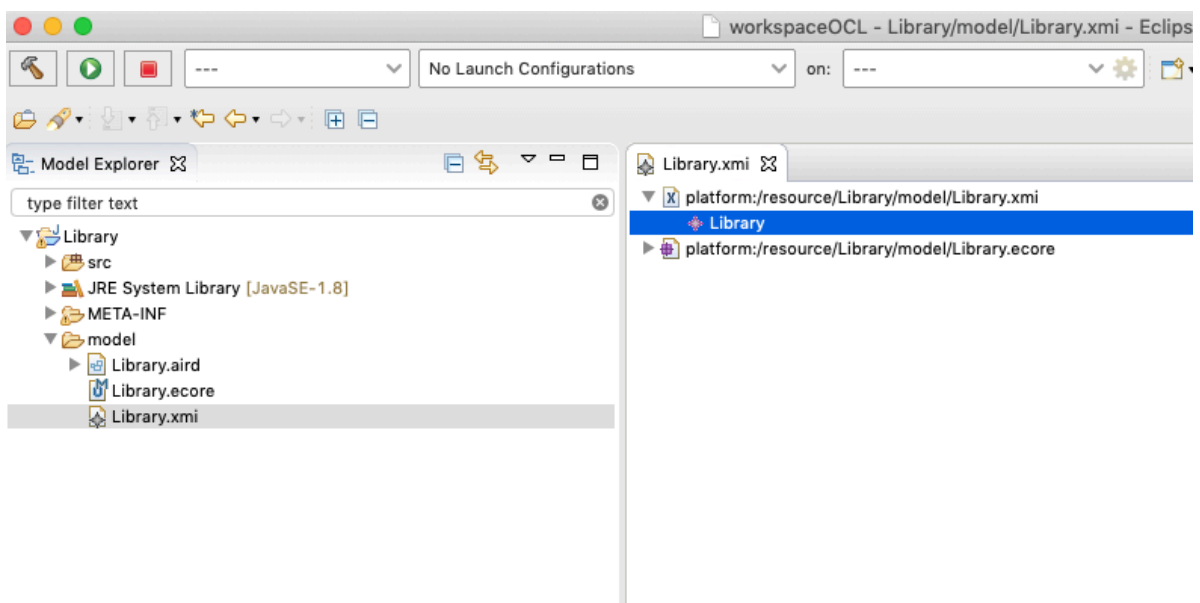 workspaceOCL - Library/model/Library.xmi - Eclips
--- No Launch Configurations on: ---
Model Explorer
type filter text
Library
src
JRE System Library [JavaSE-1.8]
META-INF
model
Library.aird
Library.ecore
Library.xmi
Library.xmi
platform:/resource/Library/model/Library.xmi
Library
platform:/resource/Library/model/Library.ecore